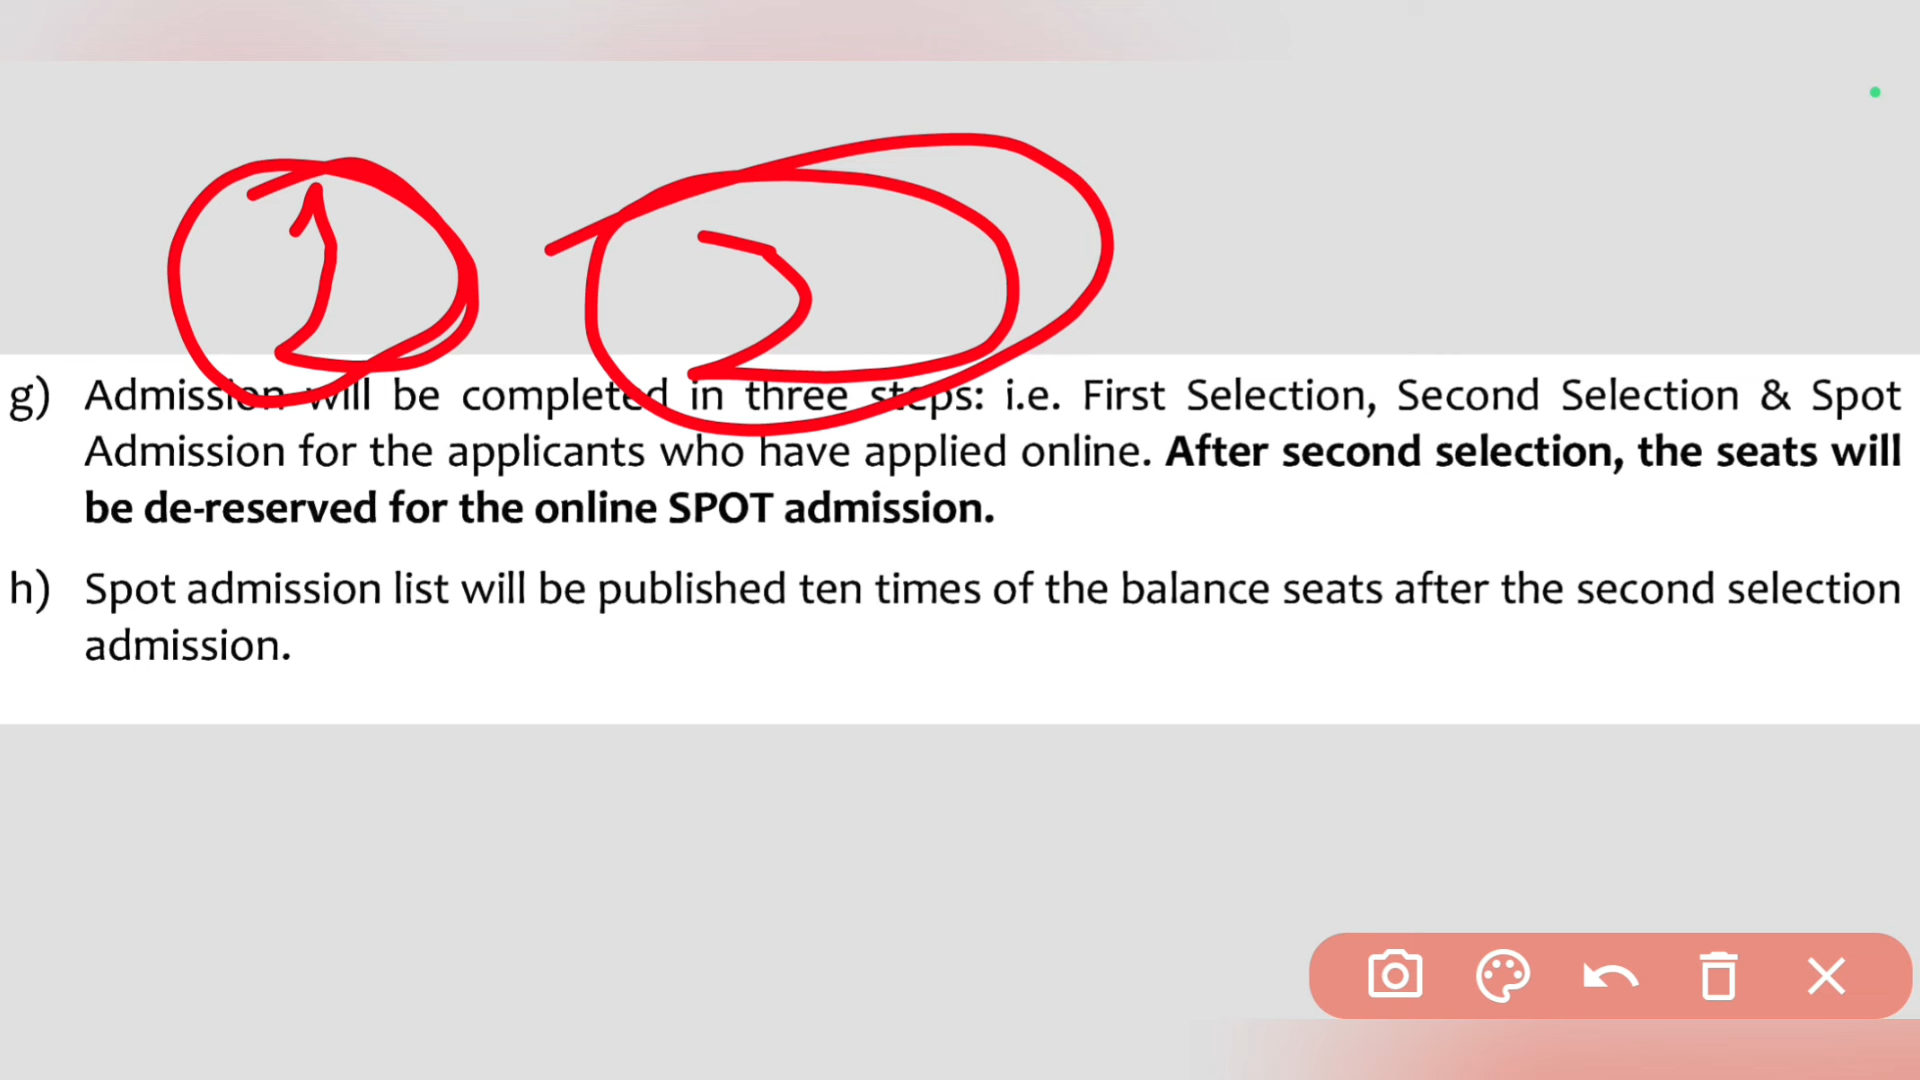 1 2
g) Admission will be completed in three steps: i.e. First Selection, Second Selection & Spot
Admission for the applicants who have applied online. After second selection, the seats will
be de-reserved for the online SPOT admission.
h) Spot admission list will be published ten times of the balance seats after the second selection
admission.